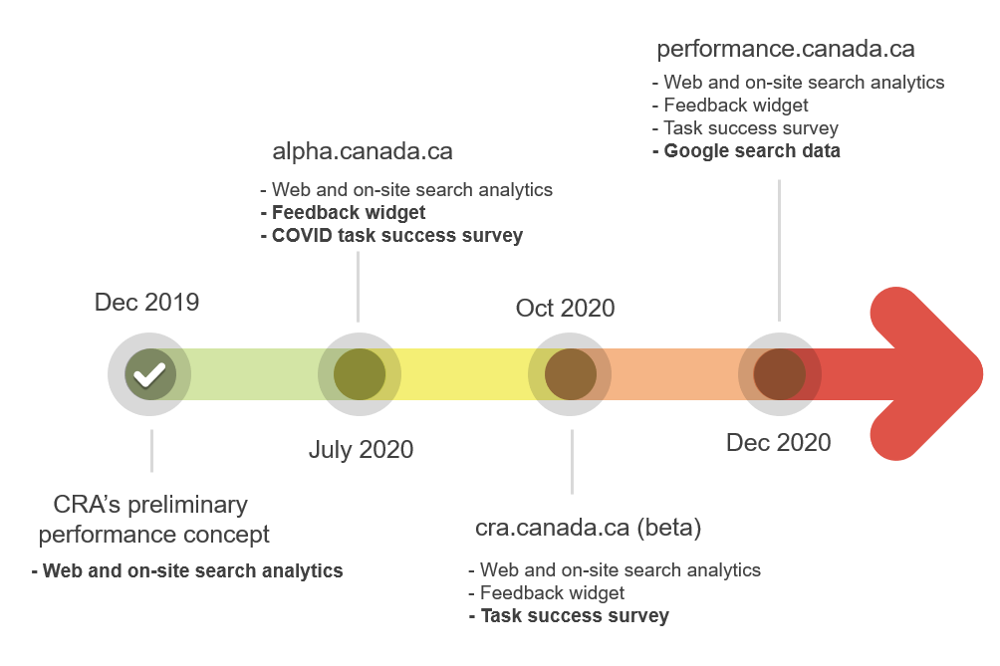 performance.canada.ca
- Web and on-site search analytics
- Feedback widget
- Task success survey
- Google search data
alpha.canada.ca
- Web and on-site search analytics
- Feedback widget
- COVID task success survey
Dec 2019
Oct 2020
July 2020
Dec 2020
CRA’s preliminary
performance concept
- Web and on-site search analytics
cra.canada.ca (beta)
- Web and on-site search analytics
- Feedback widget
- Task success survey